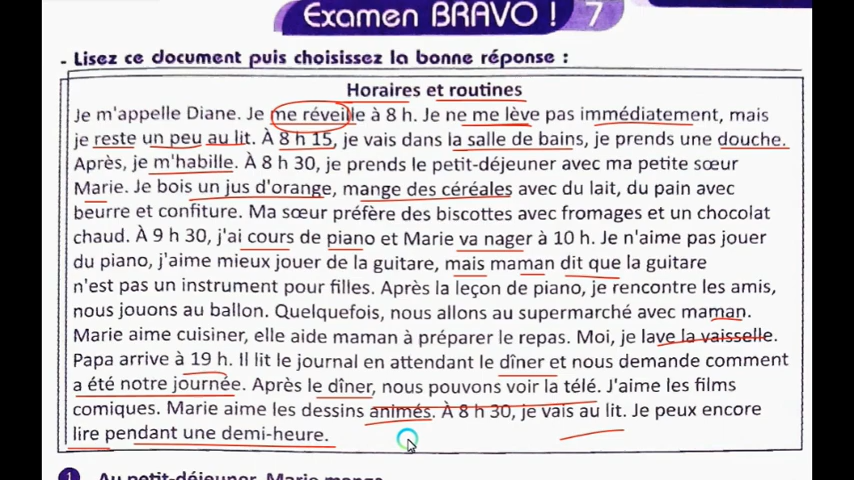 Examen BRAVO ! 7
- Lisez ce document puis choisissez la bonne réponse :
Horaires et routines
Je m'appelle Diane. Je me réveille à 8 h. Je ne me lève pas immédiatement, mais
je reste un peu au lit. À 8 h 15, je vais dans la salle de bains, je prends une douche.
Après, je m'habille. À 8 h 30, je prends le petit-déjeuner avec ma petite sœur
Marie. Je bois un jus d'orange, mange des céréales avec du lait, du pain avec
beurre et confiture. Ma sœur préfère des biscottes avec fromages et un chocolat
chaud. À 9 h 30, j'ai cours de piano et Marie va nager à 10 h. Je n'aime pas jouer
du piano, j'aime mieux jouer de la guitare, mais maman dit que la guitare
n'est pas un instrument pour filles. Après la leçon de piano, je rencontre les amis,
nous jouons au ballon. Quelquefois, nous allons au supermarché avec maman.
Marie aime cuisiner, elle aide maman à préparer le repas. Moi, je lave la vaisselle.
Papa arrive à 19 h. Il lit le journal en attendant le dîner et nous demande comment
a été notre journée. Après le dîner, nous pouvons voir la télé. J'aime les films
comiques. Marie aime les dessins animés. À 8 h 30, je vais au lit. Je peux encore
lire pendant une demi-heure.
1 Au petit-déjeuner, Marie mange